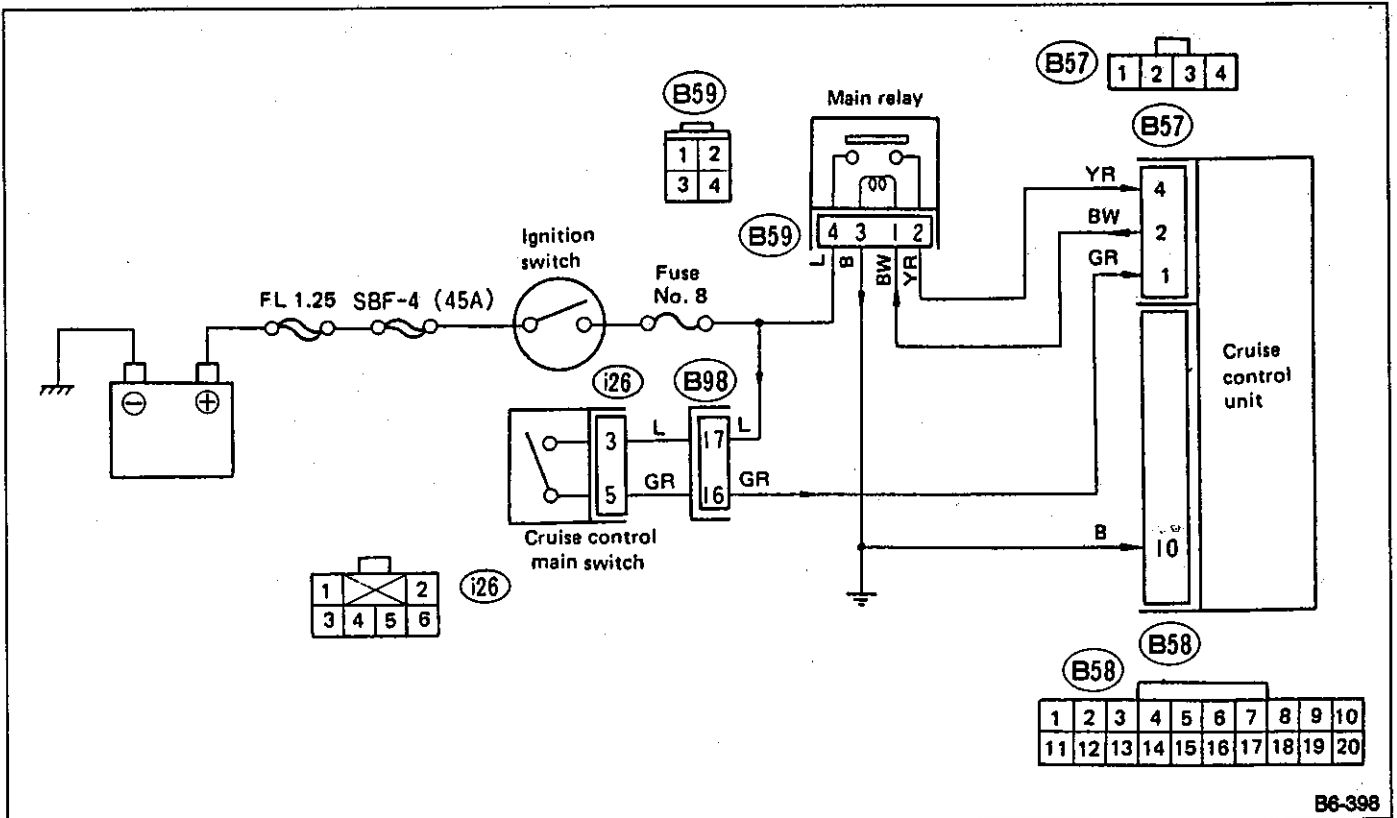 B57
1 2 3 4
B59
1 2
3 4
Main relay
B57
YR
4
BW
2
GR
1
B59
4 3 1 2
L
B
BW
YR
Ignition
switch
Fuse
No. 8
FL 1.25
SBF-4 (45A)
Cruise
control
unit
⊖ ⊕
i26
B98
3
L
17
L
5
GR
16
GR
Cruise control
main switch
B
10
1 2
3 4 5 6
i26
B58
B58
1 2 3 4 5 6 7 8 9 10
11 12 13 14 15 16 17 18 19 20
B6-398